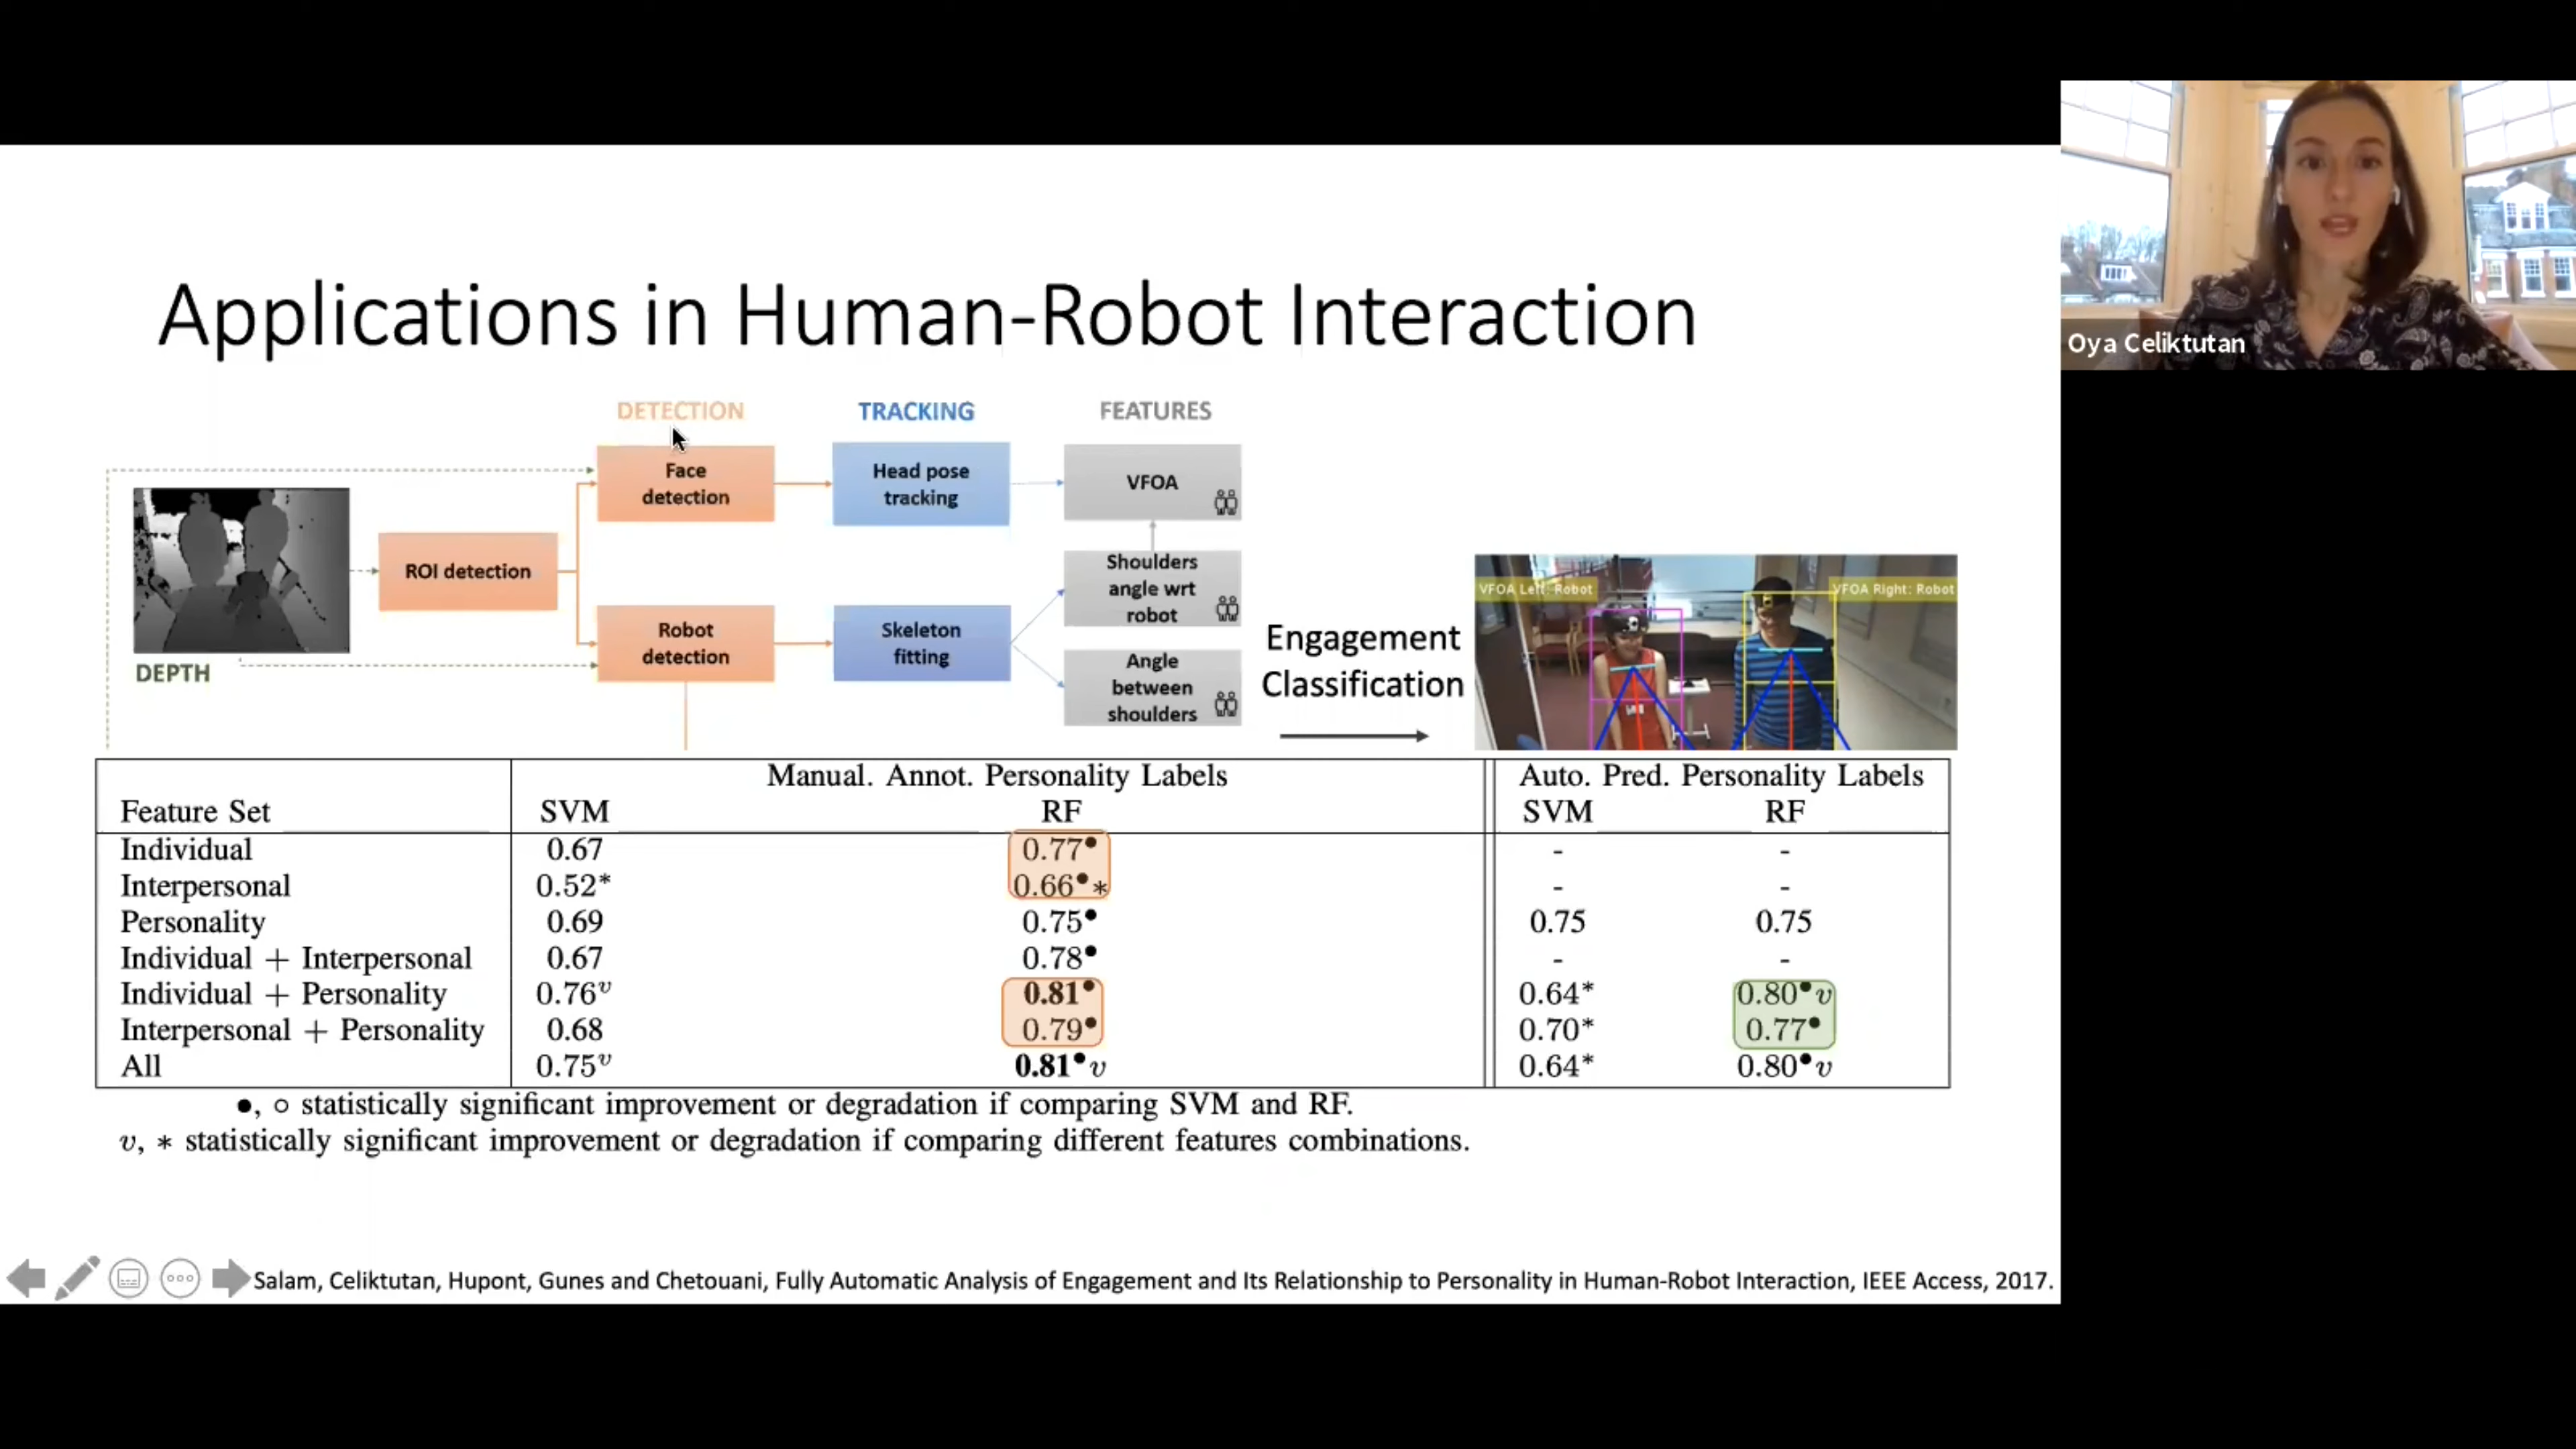 Applications in Human-Robot Interaction
DETECTION
TRACKING
FEATURES
Face
detection
Head pose
tracking
VFOA
ROI detection
Shoulders
angle wrt
robot
Robot
detection
Skeleton
fitting
Angle
between
shoulders
DEPTH
Engagement
Classification
VFOA Left: Robot
VFOA Right: Robot
Manual. Annot. Personality Labels
Auto. Pred. Personality Labels
Feature Set SVM RF SVM RF
Individual 0.67 0.77● - -
Interpersonal 0.52* 0.66●* - -
Personality 0.69 0.75● 0.75 0.75
Individual + Interpersonal 0.67 0.78● - -
Individual + Personality 0.76v 0.81● 0.64* 0.80●v
Interpersonal + Personality 0.68 0.79● 0.70* 0.77●
All 0.75v 0.81●v 0.64* 0.80●v
●, ○ statistically significant improvement or degradation if comparing SVM and RF.
v, * statistically significant improvement or degradation if comparing different features combinations.
Salam, Celiktutan, Hupont, Gunes and Chetouani, Fully Automatic Analysis of Engagement and Its Relationship to Personality in Human-Robot Interaction, IEEE Access, 2017.
Oya Celiktutan